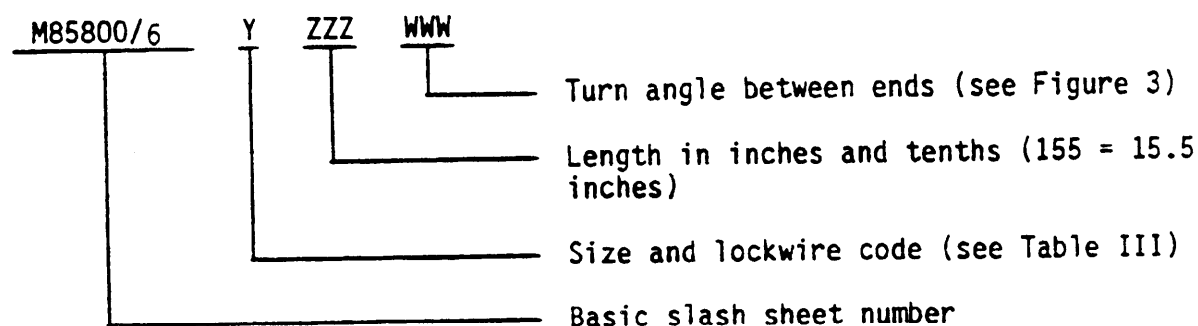 M85800/6 Y ZZZ WWW
Turn angle between ends (see Figure 3)
Length in inches and tenths (155 = 15.5
inches)
Size and lockwire code (see Table III)
Basic slash sheet number